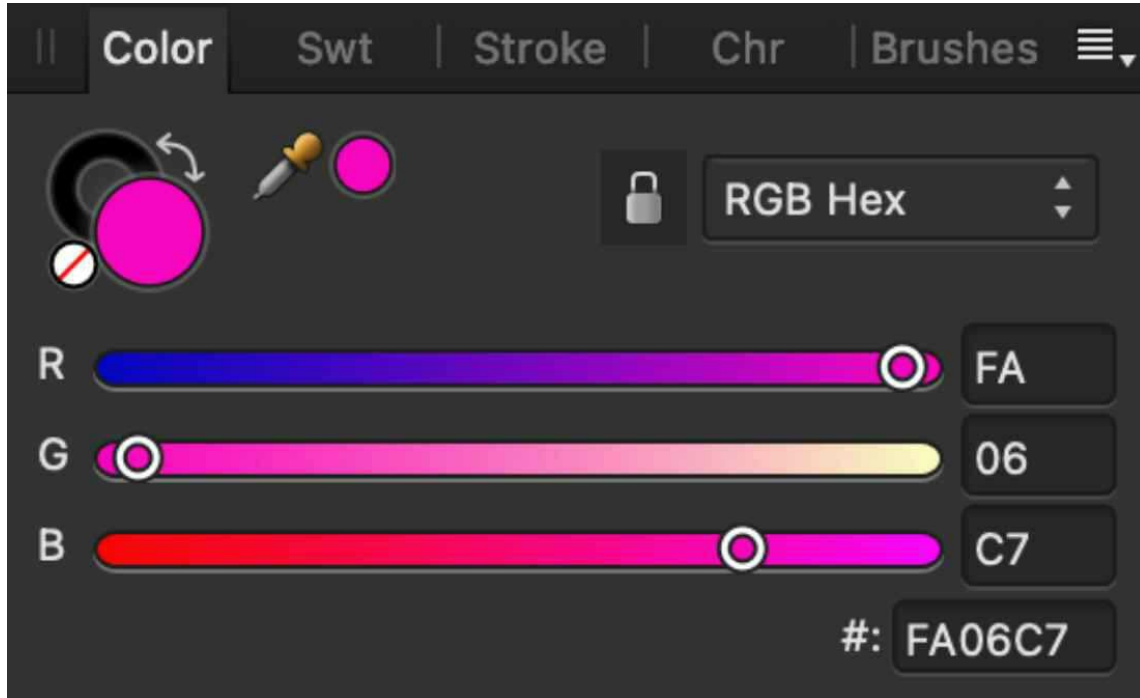 Color Swt Stroke Chr Brushes
RGB Hex
R FA
G 06
B C7
#: FA06C7